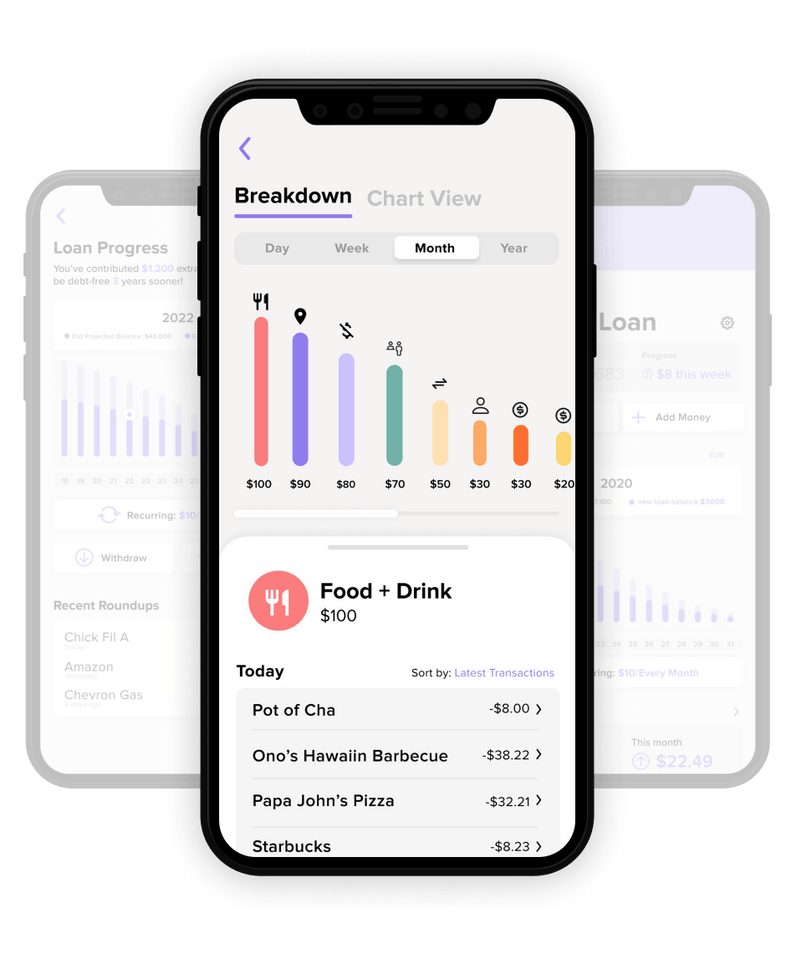 Breakdown
Chart View
Day
Week
Month
Year
$100
$90
$80
$70
$50
$30
$30
$20
Food + Drink
$100
Today
Sort by: Latest Transactions
Pot of Cha
-$8.00
Ono's Hawaiin Barbecue
-$38.22
Papa John's Pizza
-$32.21
Starbucks
-$8.23
Loan Progress
You've contributed $1,200 extra
be debt-free 3 years sooner!
2022
Old Projected Balance: $43,000
18 19 20 21 22 22 23 24
Recurring: $10/
Withdraw
Recent Roundups
Chick Fil A
Today
Amazon
Yesterday
Chevron Gas
2 days ago
Loan
Progress
$8 this week
Add Money
Edit
2020
new loan balance $7,000
24 25 26 27 28 29 30 31
$10/Every Month
This month
$22.49